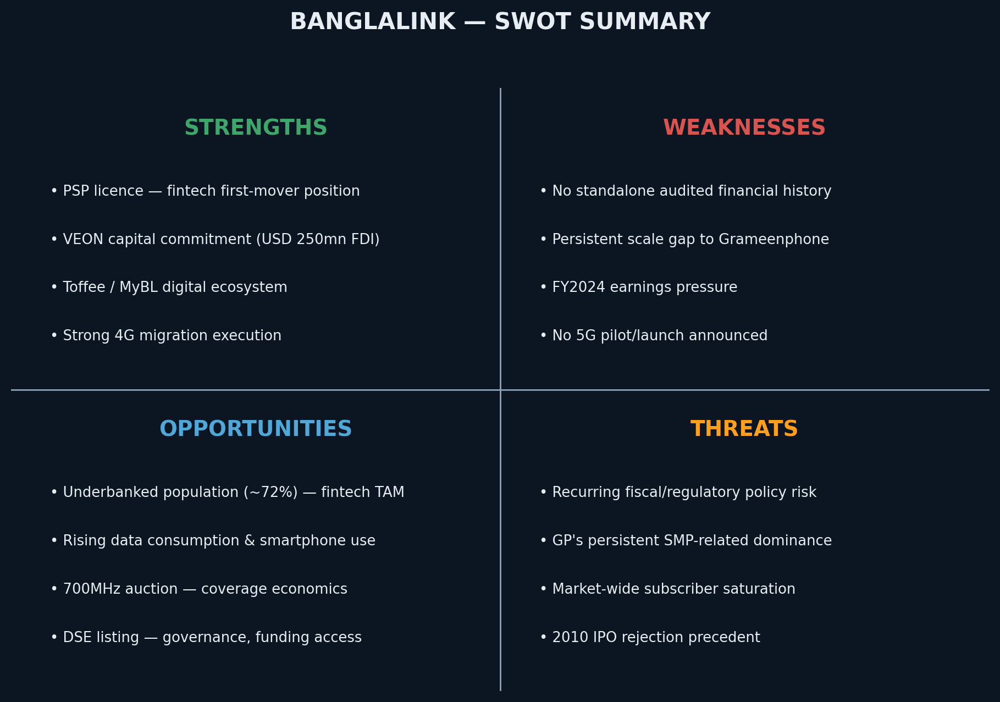 BANGLALINK — SWOT SUMMARY
STRENGTHS
• PSP licence — fintech first-mover position
• VEON capital commitment (USD 250mn FDI)
• Toffee / MyBL digital ecosystem
• Strong 4G migration execution
WEAKNESSES
• No standalone audited financial history
• Persistent scale gap to Grameenphone
• FY2024 earnings pressure
• No 5G pilot/launch announced
OPPORTUNITIES
• Underbanked population (~72%) — fintech TAM
• Rising data consumption & smartphone use
• 700MHz auction — coverage economics
• DSE listing — governance, funding access
THREATS
• Recurring fiscal/regulatory policy risk
• GP's persistent SMP-related dominance
• Market-wide subscriber saturation
• 2010 IPO rejection precedent